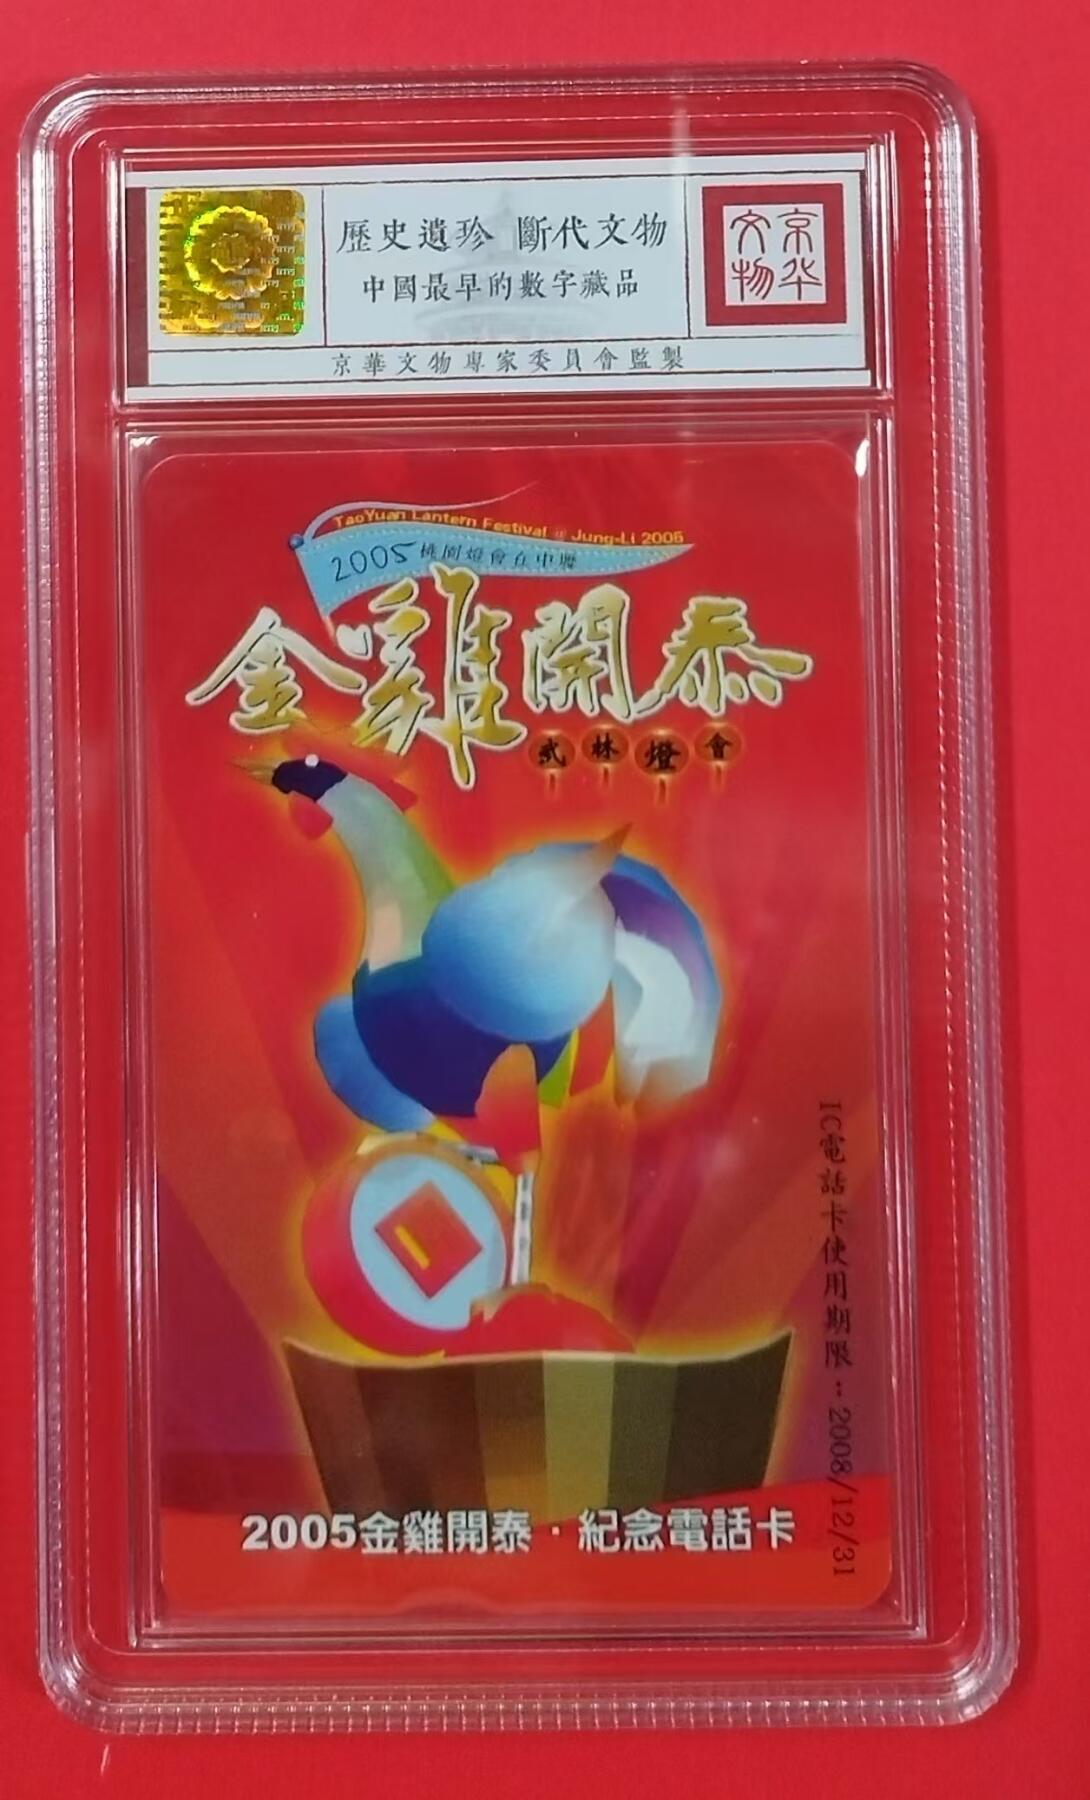 歷史遺珍 斷代文物
中國最早的數字藏品
京华文物
京華文物專家委員會監製
TaoYuan Lantern Festival @ Jung-Li 2005
2005桃園燈會在中壢
金雞開泰
武林燈會
IC電話卡使用期限:2008/12/31
2005金雞開泰·紀念電話卡